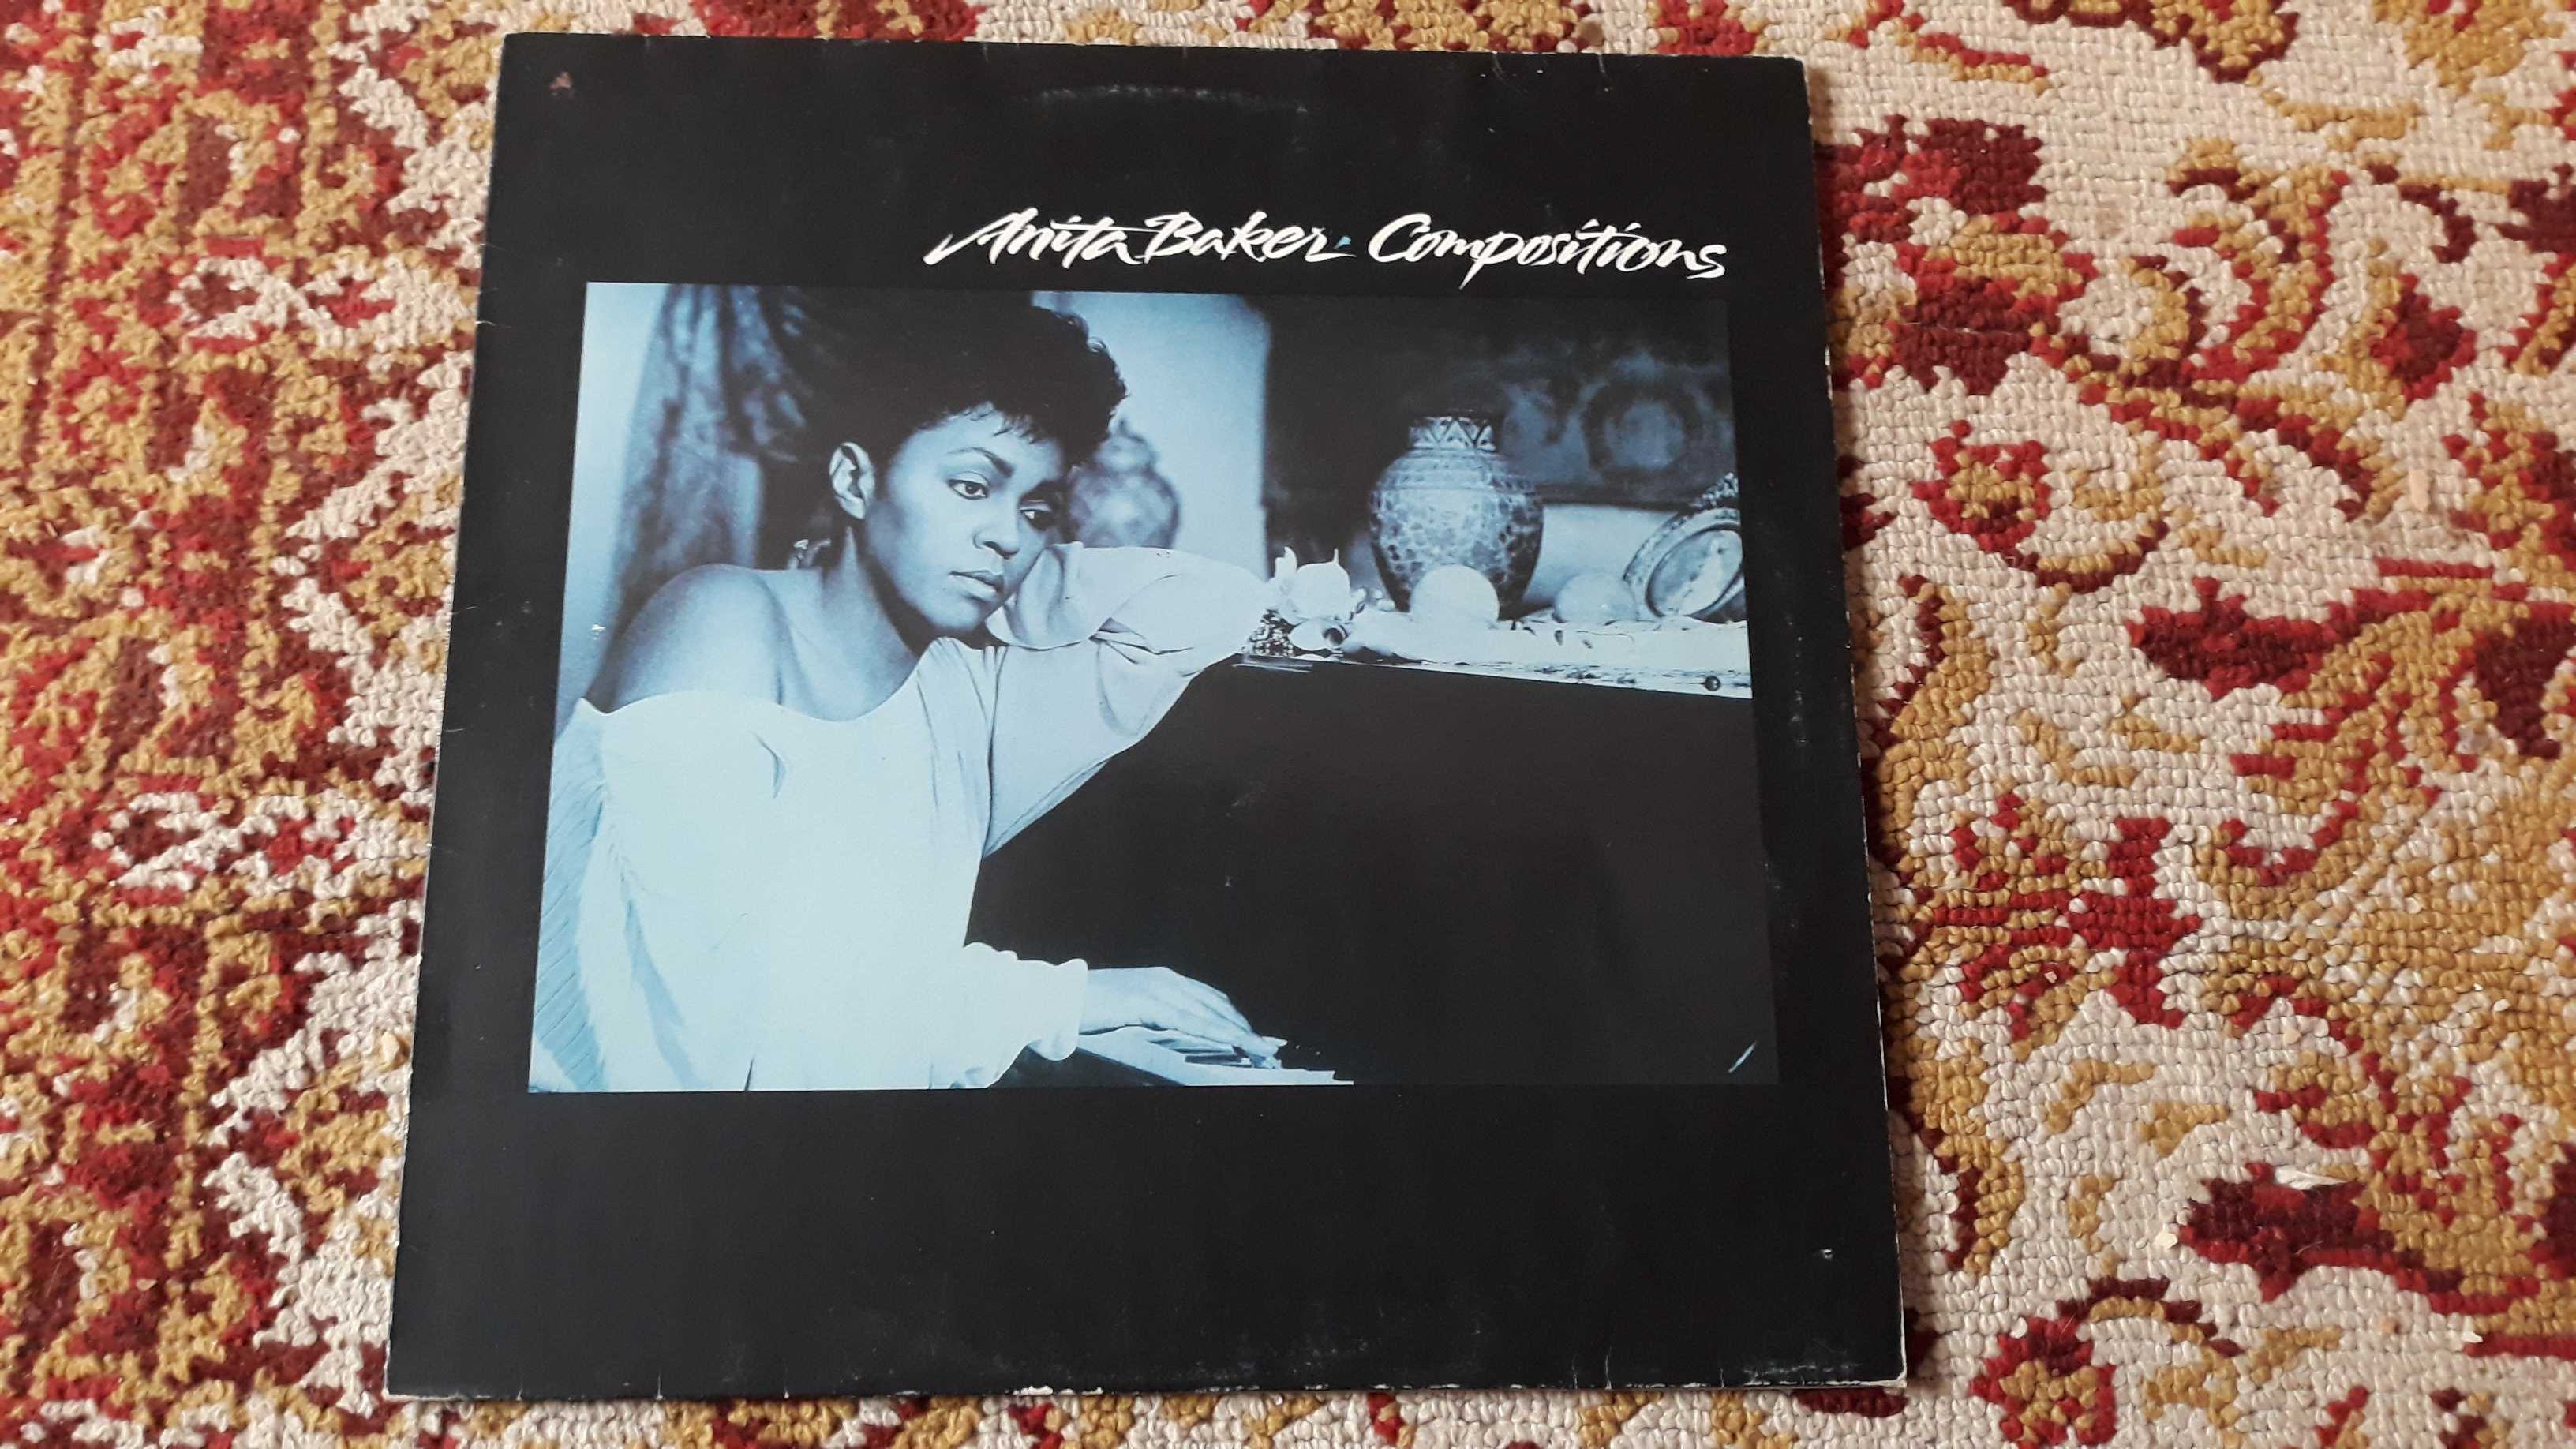 Anita Baker • Compositions